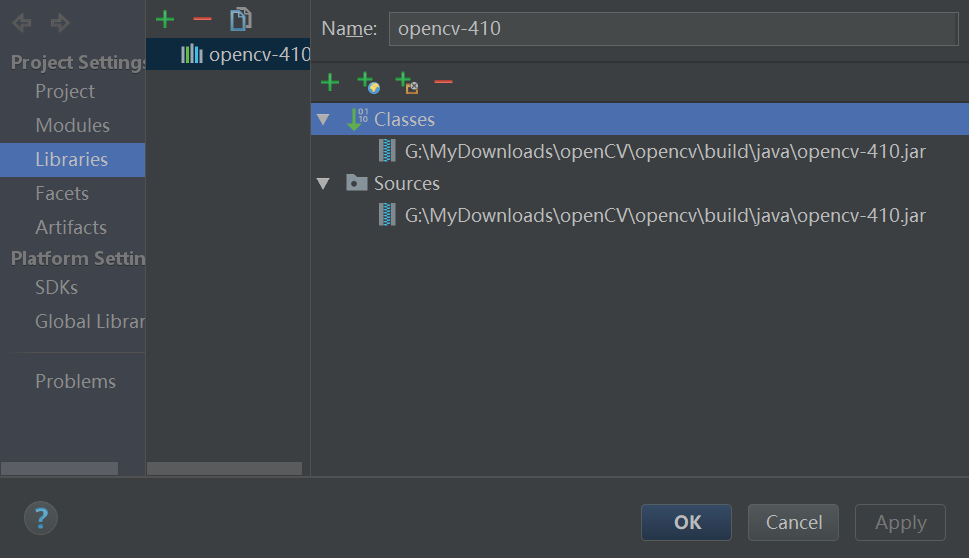 Project Settings
Project
Modules
Libraries
Facets
Artifacts
Platform Settin
SDKs
Global Librar
Problems
opencv-410
Name: opencv-410
Classes
G:\MyDownloads\openCV\opencv\build\java\opencv-410.jar
Sources
G:\MyDownloads\openCV\opencv\build\java\opencv-410.jar
?
OK
Cancel
Apply